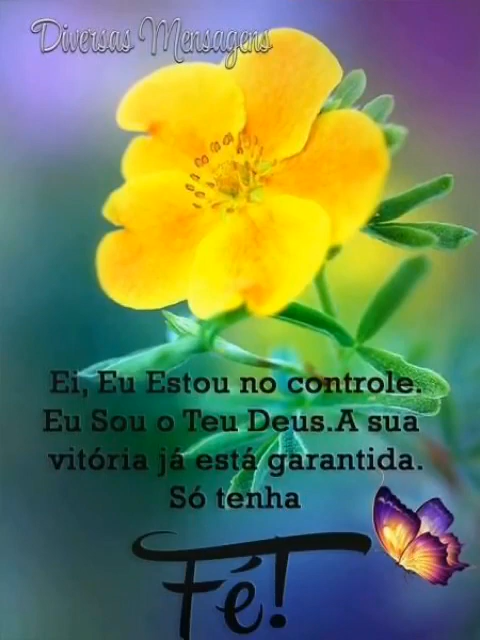 Diversas Mensagens
Ei, Eu Estou no controle.
Eu Sou o Teu Deus.A sua
vitória já está garantida.
Só tenha
Fé!